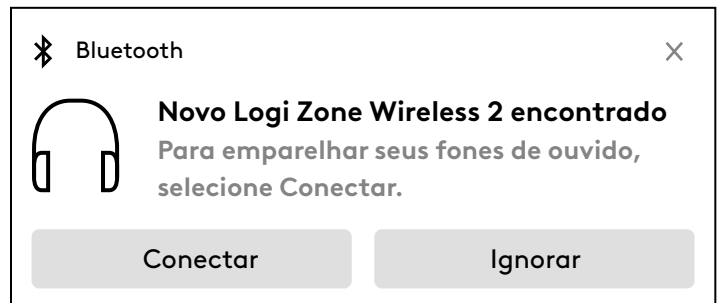 Bluetooth
Novo Logi Zone Wireless 2 encontrado
Para emparelhar seus fones de ouvido,
selecione Conectar.
Conectar
Ignorar